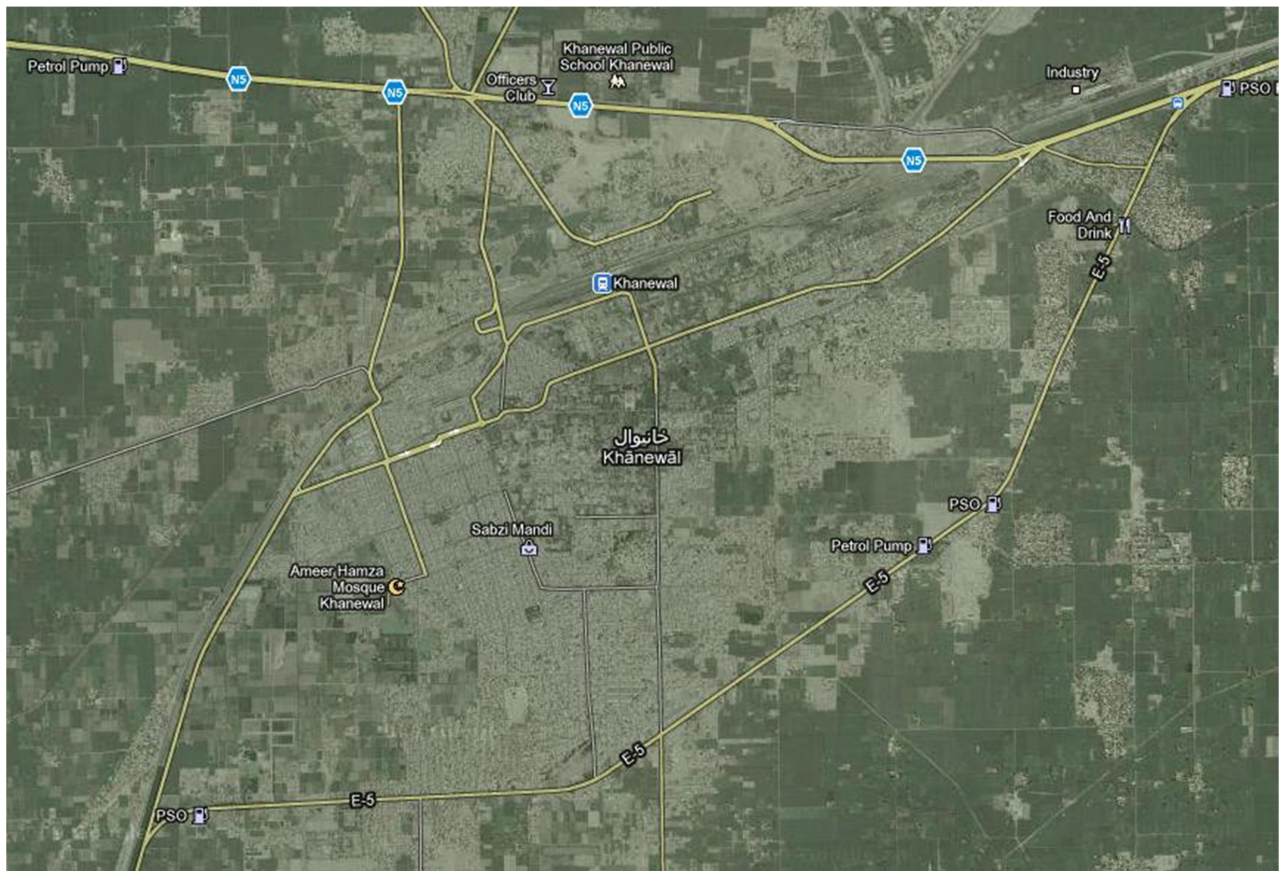 Khanewal Public
School Khanewal
Petrol Pump
N5
N5
Officers
Club
N5
Industry
PSO
N5
Food And
Drink
E-5
Khanewal
خانیوال
Khānewāl
PSO
Sabzi Mandi
Petrol Pump
E-5
Ameer Hamza
Mosque
Khanewal
E-5
E-5
PSO